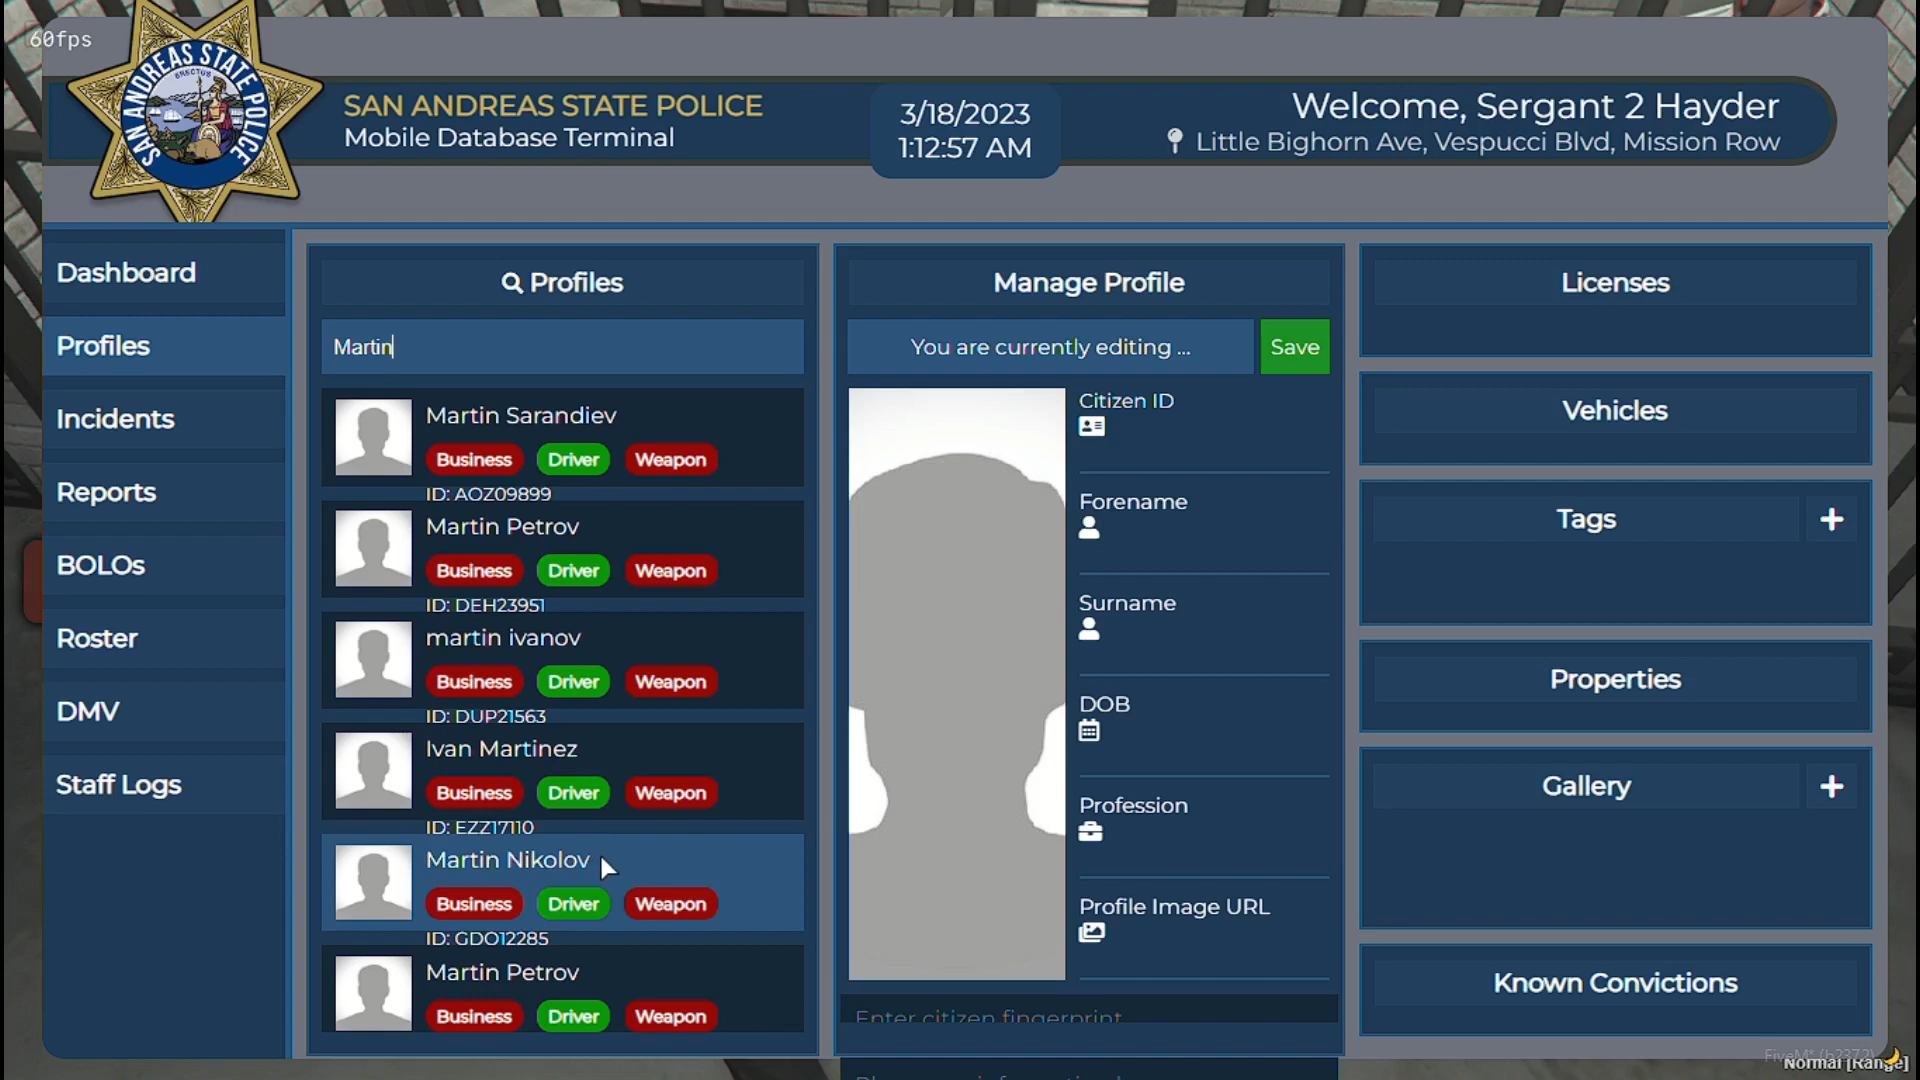 60fps
SAN ANDREAS STATE POLICE
SAN ANDREAS STATE POLICE
Mobile Database Terminal
3/18/2023
1:12:57 AM
Welcome, Sergant 2 Hayder
Little Bighorn Ave, Vespucci Blvd, Mission Row
Dashboard
Profiles
Incidents
Reports
BOLOs
Roster
DMV
Staff Logs
Profiles
Martin
Martin Sarandiev
Business Driver Weapon
ID: AOZ09899
Martin Petrov
Business Driver Weapon
ID: DEH23951
martin ivanov
Business Driver Weapon
ID: DUP21563
Ivan Martinez
Business Driver Weapon
ID: EZZ17110
Martin Nikolov
Business Driver Weapon
ID: GDO12285
Martin Petrov
Business Driver Weapon
Manage Profile
You are currently editing ...
Save
Citizen ID
Forename
Surname
DOB
Profession
Profile Image URL
Enter citizen fingerprint
Licenses
Vehicles
Tags
Properties
Gallery
Known Convictions
Normal [Range]